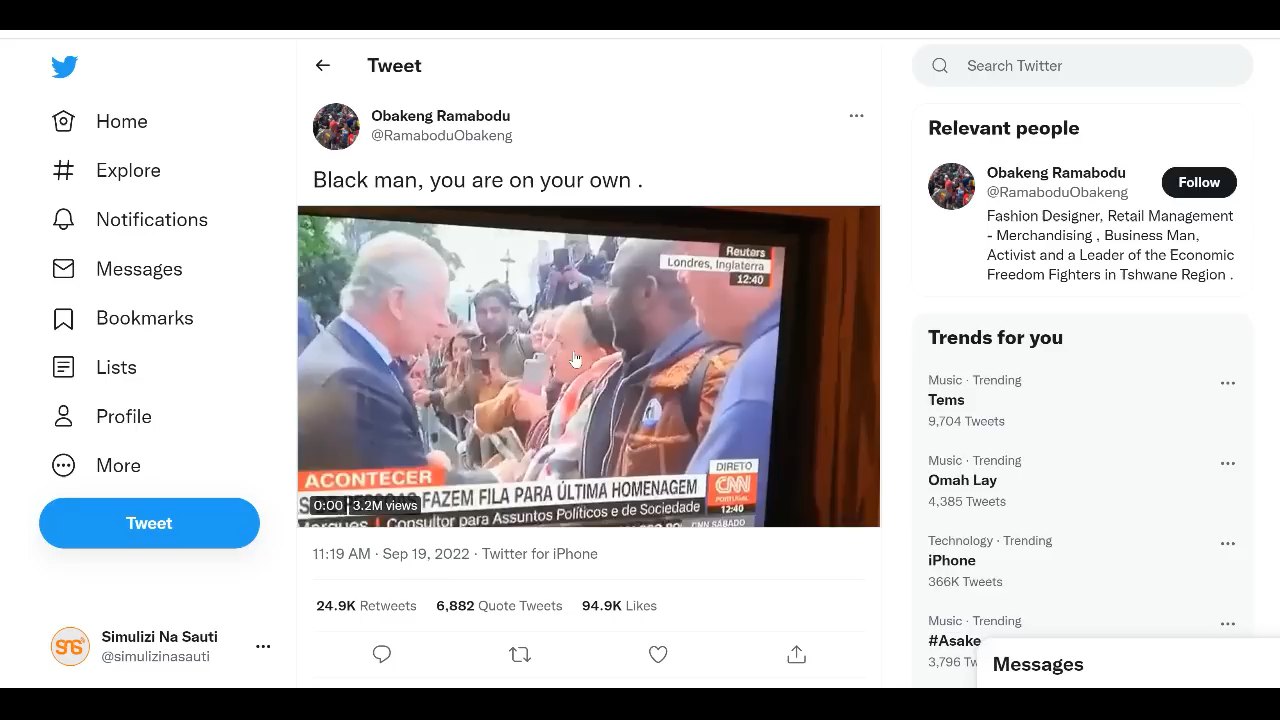 Tweet
Search Twitter
Home
Explore
Notifications
Messages
Bookmarks
Lists
Profile
More
Tweet
Simulizi Na Sauti
@simulizinasauti
SNS
Obakeng Ramabodu
@RamaboduObakeng
Black man, you are on your own .
Reuters
Londres, Inglaterra
12:40
ACONTECER
FAZEM FILA PARA ÚLTIMA HOMENAGEM
Consultor para Assuntos Políticos e de Sociedade
DIRETO
CNN
PORTUGAL
12:40
CNN SÁBADO
0:00 3.2M views
11:19 AM · Sep 19, 2022 · Twitter for iPhone
24.9K Retweets 6,882 Quote Tweets 94.9K Likes
Relevant people
Obakeng Ramabodu
@RamaboduObakeng
Follow
Fashion Designer, Retail Management
- Merchandising , Business Man,
Activist and a Leader of the Economic
Freedom Fighters in Tshwane Region .
Trends for you
Music · Trending
Tems
9,704 Tweets
Music · Trending
Omah Lay
4,385 Tweets
Technology · Trending
iPhone
366K Tweets
Music · Trending
#Asake
3,796
Messages